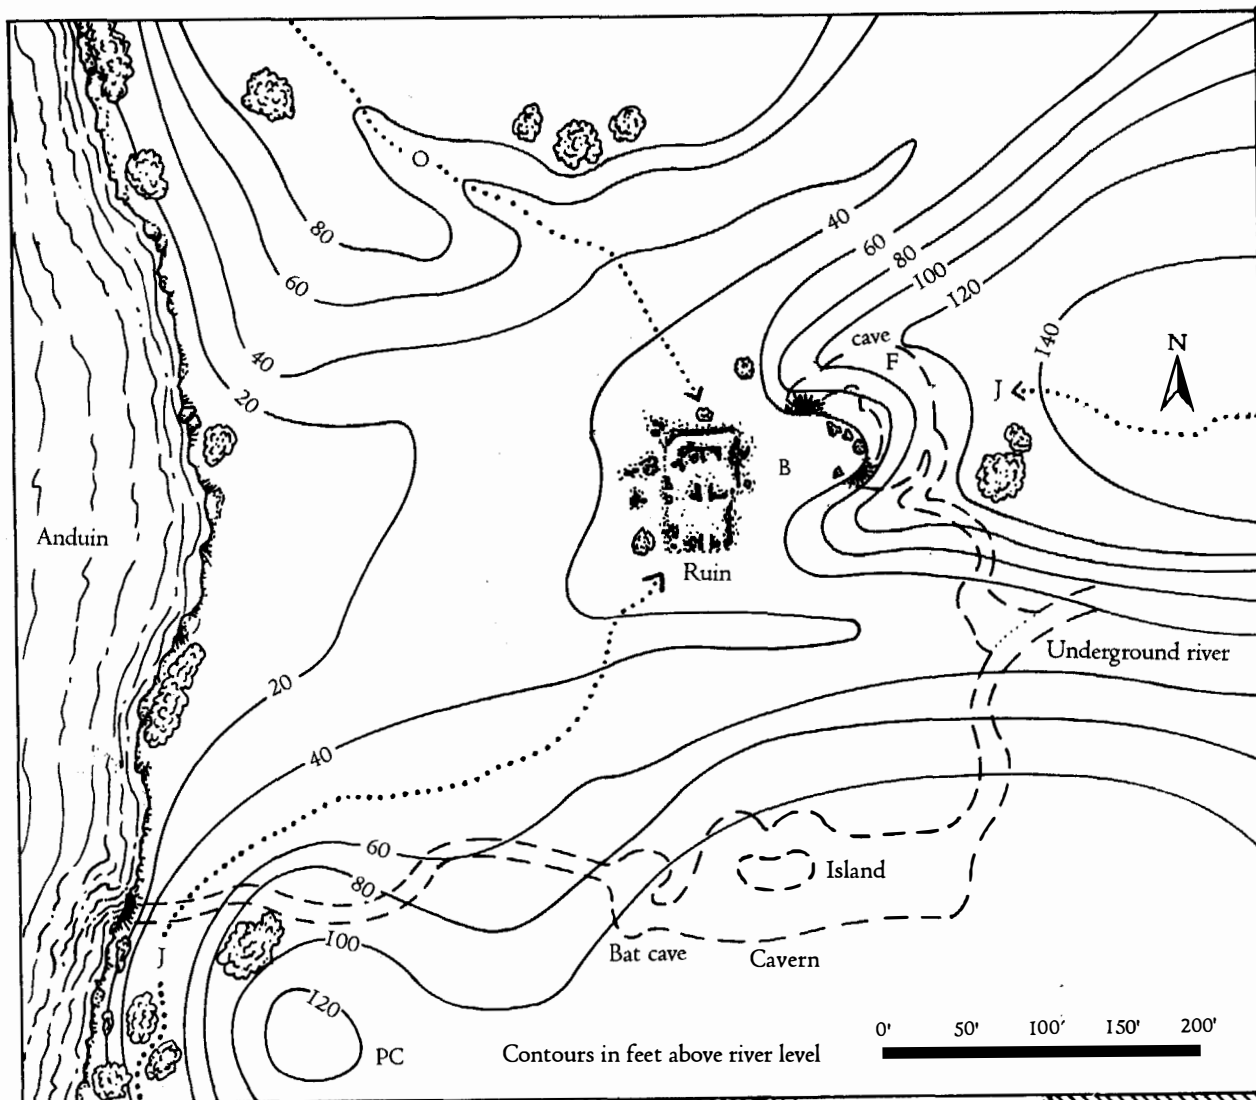 O
80
60
40
20
40
60
80
100
120
140
cave
F
J
N
B
Anduin
Ruin
Underground river
20
40
60
80
100
120
Island
Bat cave
Cavern
J
PC
Contours in feet above river level
0' 50' 100' 150' 200'